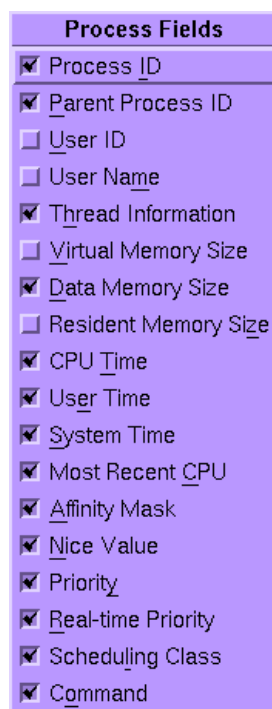 Process Fields
Process ID
Parent Process ID
User ID
User Name
Thread Information
Virtual Memory Size
Data Memory Size
Resident Memory Size
CPU Time
User Time
System Time
Most Recent CPU
Affinity Mask
Nice Value
Priority
Real-time Priority
Scheduling Class
Command